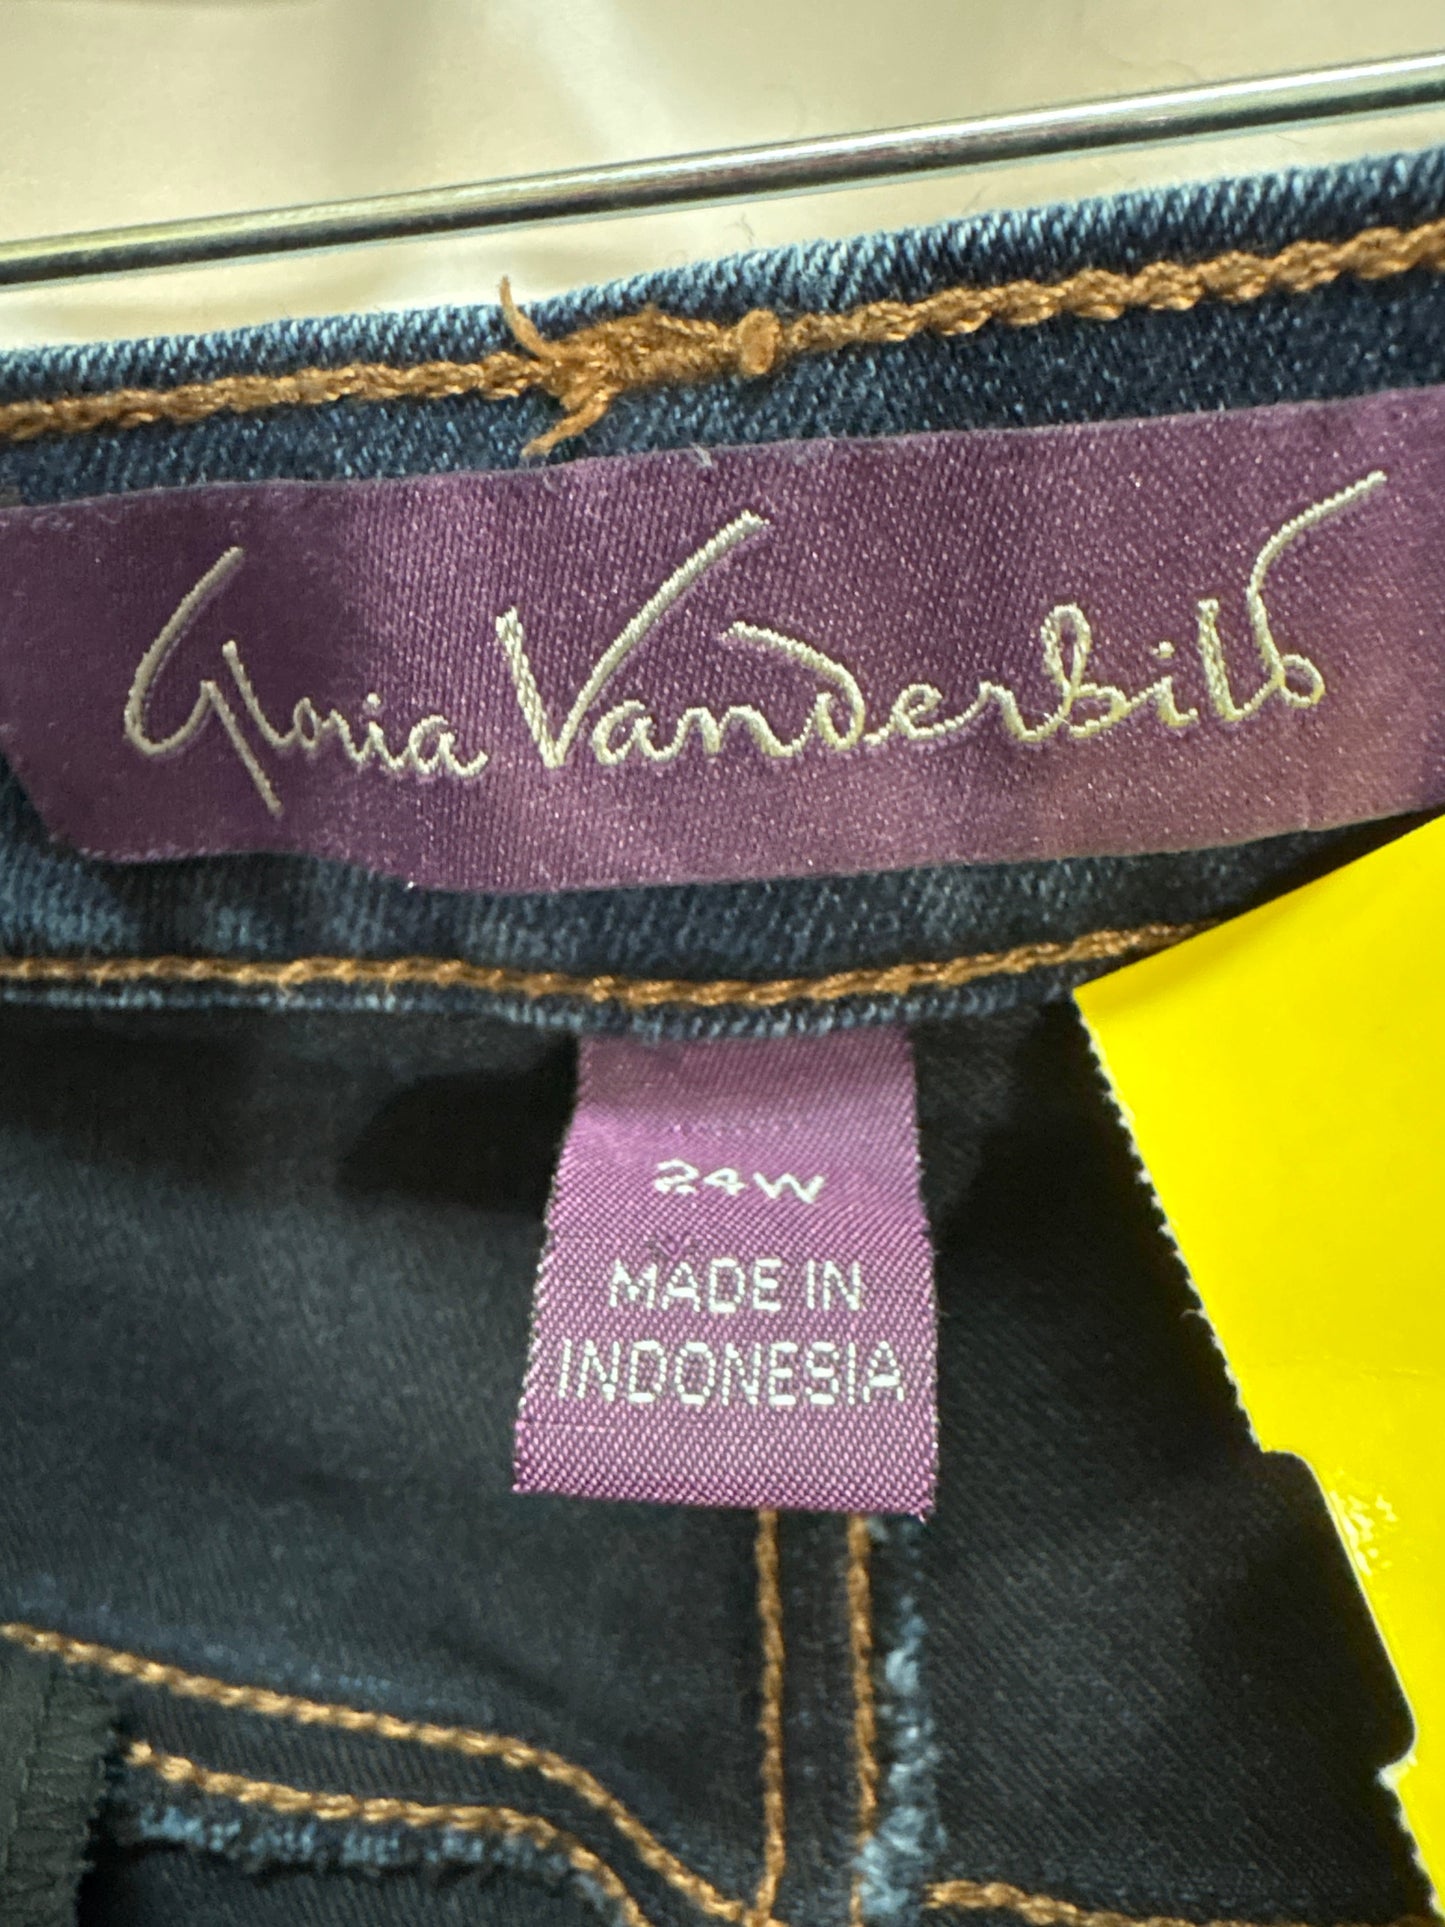 Gloria Vanderbilt
24W
MADE IN
INDONESIA